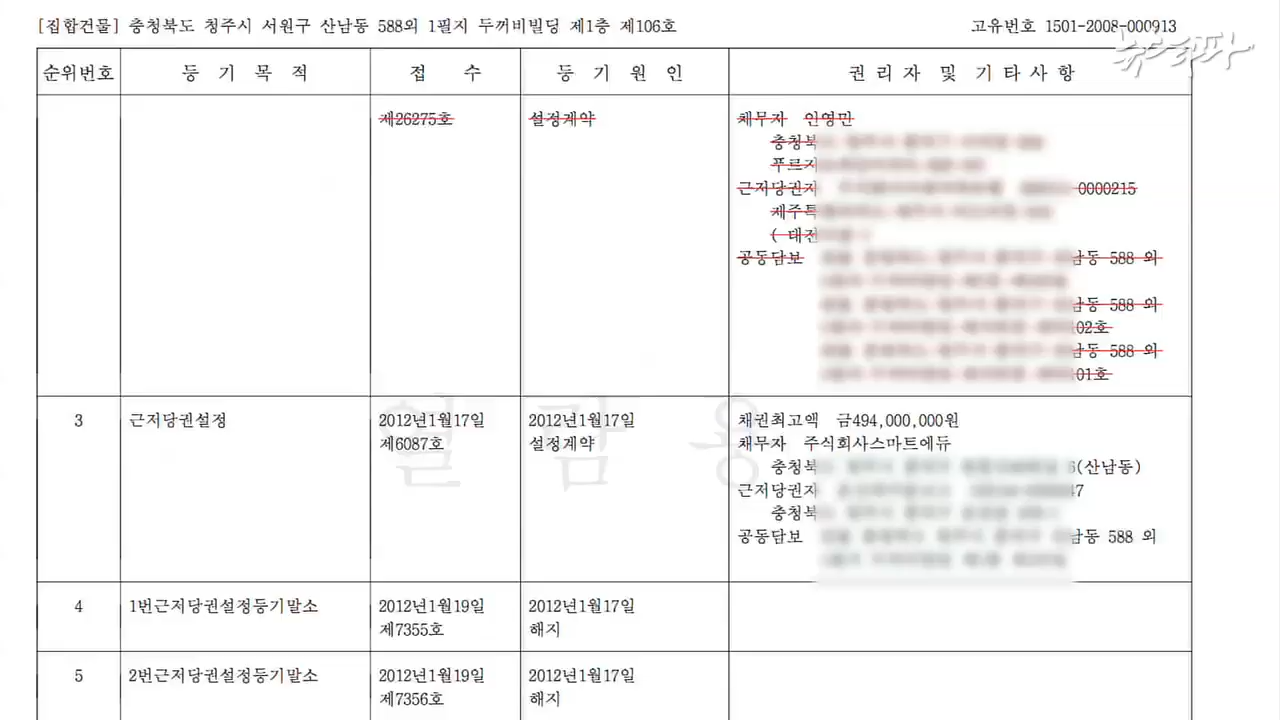 [집합건물] 충청북도 청주시 서원구 산남동 588외 1필지 두꺼비빌딩 제1층 제106호
고유번호 1501-2008-000913
뉴스타파
순위번호 등 기 목 적 접 수 등 기 원 인 권 리 자 및 기 타 사 항
제26275호 설정계약 채무자 인영민
충청북
푸르지
근저당권자 0000215
제주특
( 대전
공동담보 남동 588 외
남동 588 외
02호
남동 588 외
01호
3 근저당권설정 2012년1월17일 2012년1월17일 채권최고액 금494,000,000원
제6087호 설정계약 채무자 주식회사스마트에듀
충청북 6(산남동)
근저당권자 47
충청북
공동담보 남동 588 외
열 람 용
4 1번근저당권설정등기말소 2012년1월19일 2012년1월17일
제7355호 해지
5 2번근저당권설정등기말소 2012년1월19일 2012년1월17일
제7356호 해지